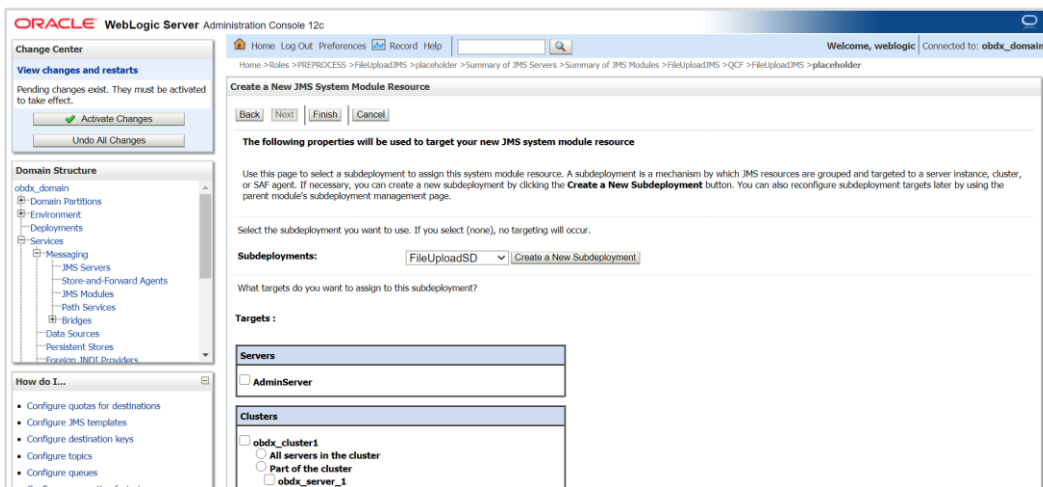 ORACLE WebLogic Server Administration Console 12c
Change Center
View changes and restarts
Pending changes exist. They must be activated
to take effect.
Activate Changes
Undo All Changes
Domain Structure
obdx_domain
Domain Partitions
Environment
Deployments
Services
Messaging
JMS Servers
Store-and-Forward Agents
JMS Modules
Path Services
Bridges
Data Sources
Persistent Stores
Foreign JNDI Providers
How do I...
Configure quotas for destinations
Configure JMS templates
Configure destination keys
Configure topics
Configure queues
Home Log Out Preferences Record Help
Welcome, weblogic Connected to: obdx_domain
Home >Roles >PREPROCESS >FileUploadJMS >placeholder >Summary of JMS Servers >Summary of JMS Modules >FileUploadJMS >QCF >FileUploadJMS >placeholder
Create a New JMS System Module Resource
Back Next Finish Cancel
The following properties will be used to target your new JMS system module resource
Use this page to select a subdeployment to assign this system module resource. A subdeployment is a mechanism by which JMS resources are grouped and targeted to a server instance, cluster,
or SAF agent. If necessary, you can create a new subdeployment by clicking the Create a New Subdeployment button. You can also reconfigure subdeployment targets later by using the
parent module's subdeployment management page.
Select the subdeployment you want to use. If you select (none), no targeting will occur.
Subdeployments: FileUploadSD Create a New Subdeployment
What targets do you want to assign to this subdeployment?
Targets :
Servers
AdminServer
Clusters
obdx_cluster1
All servers in the cluster
Part of the cluster
obdx_server_1